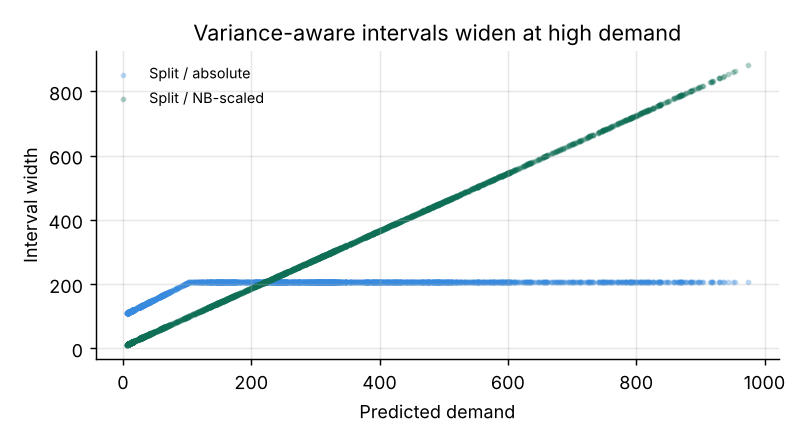 Variance-aware intervals widen at high demand
Split / absolute
Split / NB-scaled
Interval width
800
600
400
200
0
0 200 400 600 800 1000
Predicted demand